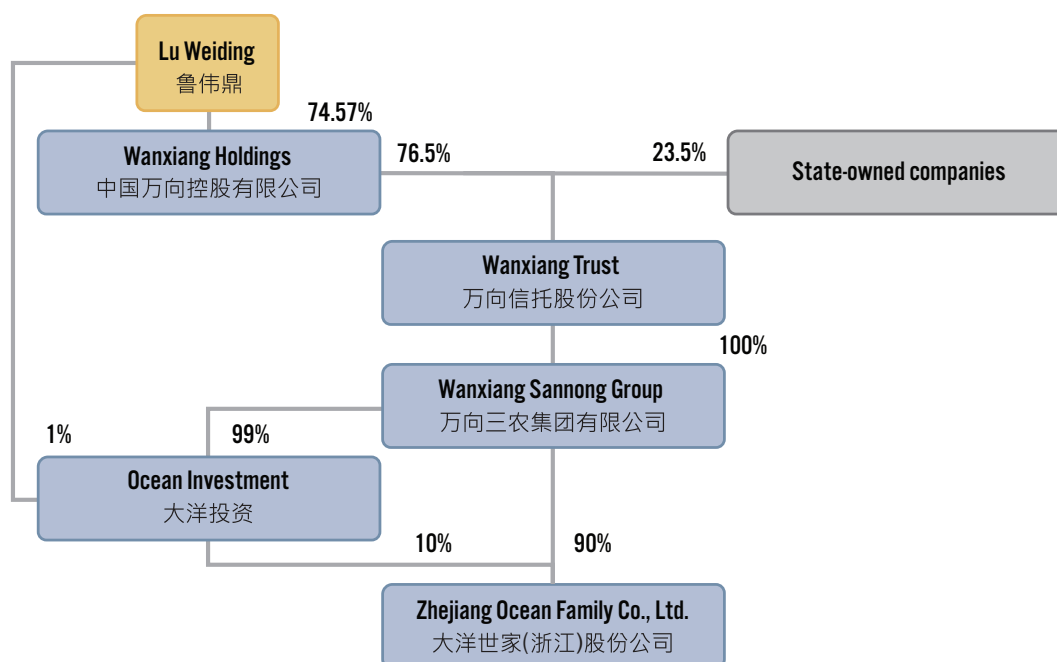 Lu Weiding
鲁伟鼎
74.57%
Wanxiang Holdings
中国万向控股有限公司
76.5%
23.5%
State-owned companies
Wanxiang Trust
万向信托股份公司
100%
Wanxiang Sannong Group
万向三农集团有限公司
1%
99%
Ocean Investment
大洋投资
10%
90%
Zhejiang Ocean Family Co., Ltd.
大洋世家(浙江)股份公司